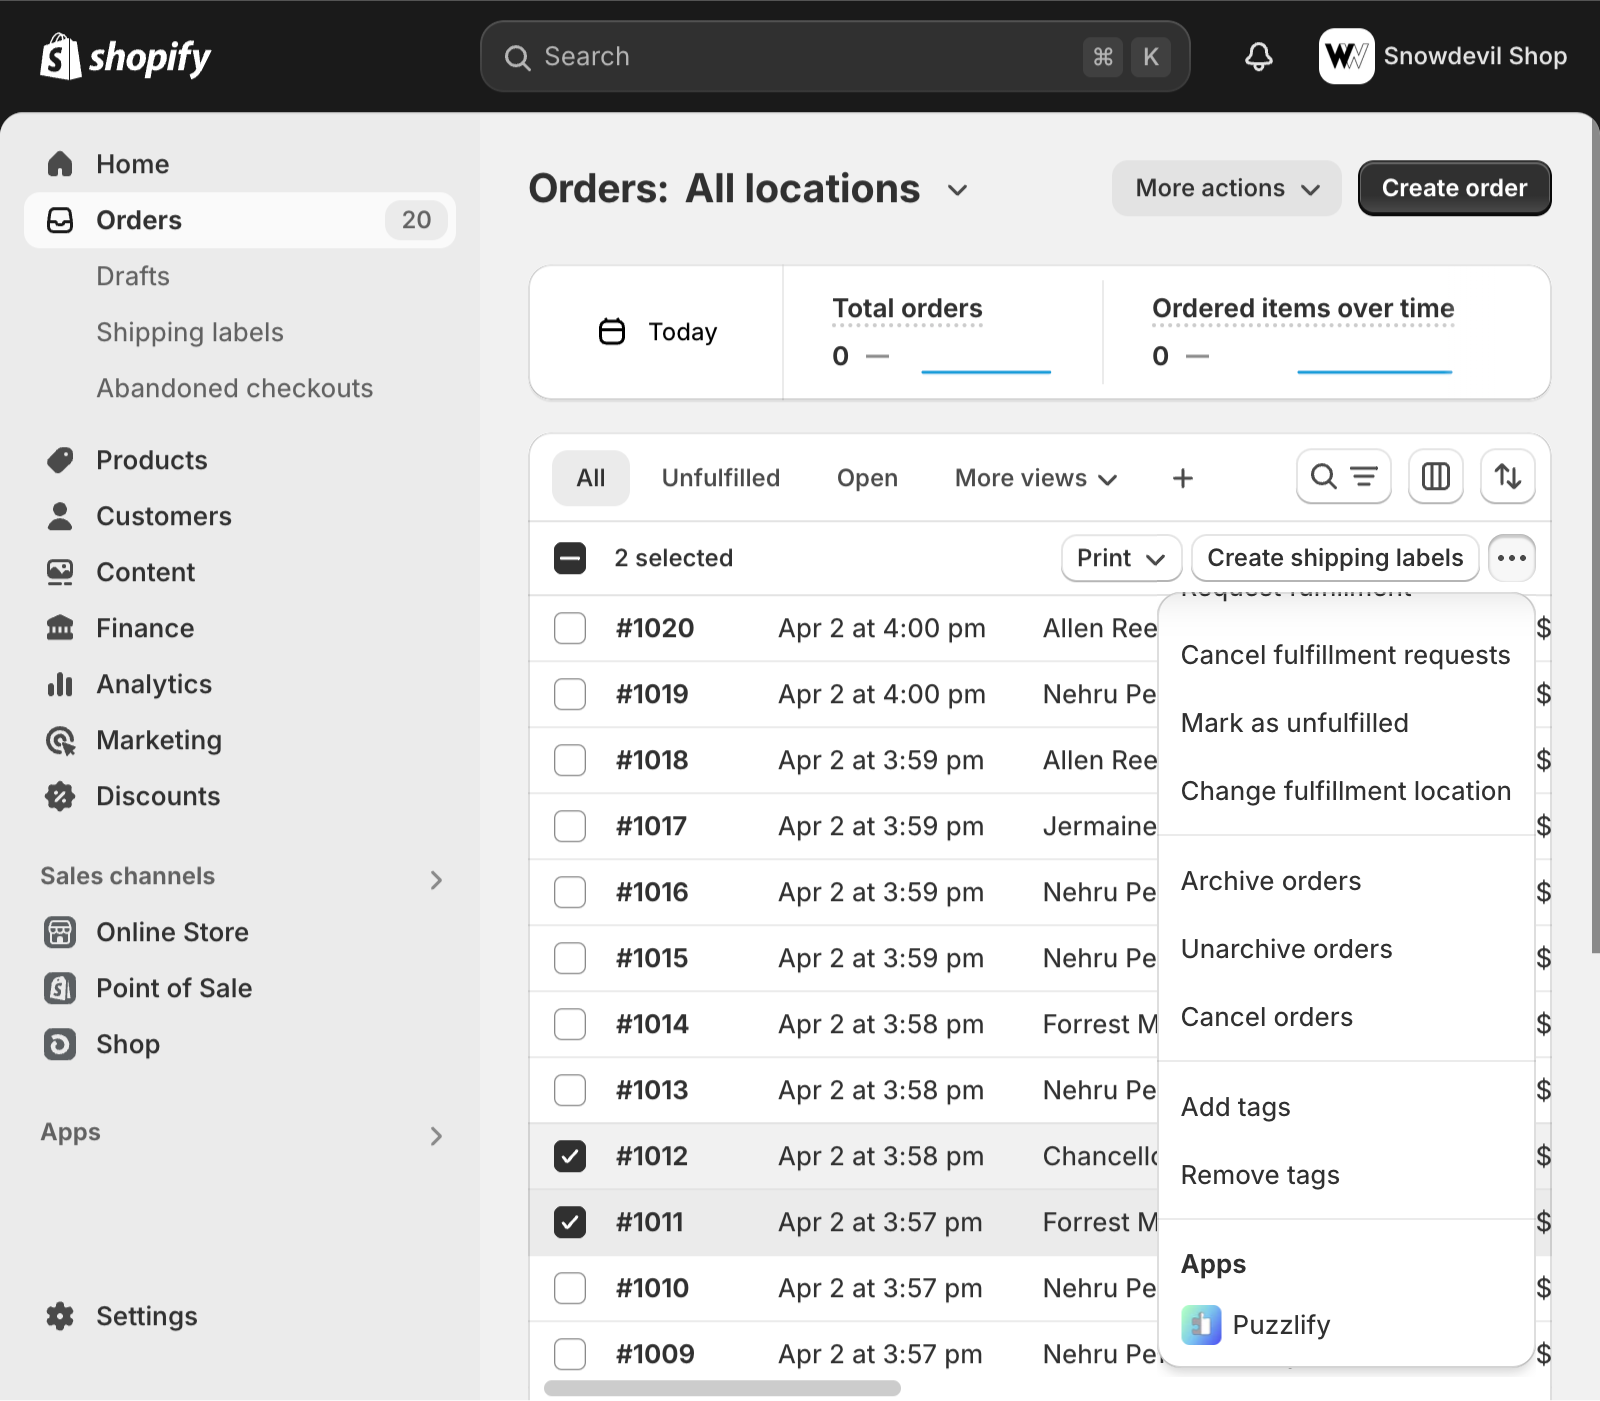 shopify
Search
⌘ K
Snowdevil Shop
Home
Orders 20
Drafts
Shipping labels
Abandoned checkouts
Products
Customers
Content
Finance
Analytics
Marketing
Discounts
Sales channels
Online Store
Point of Sale
Shop
Apps
Settings
Orders: All locations
More actions
Create order
Today
Total orders
0 —
Ordered items over time
0 —
All Unfulfilled Open More views +
2 selected
Print
Create shipping labels
#1020 Apr 2 at 4:00 pm Allen Ree $
#1019 Apr 2 at 4:00 pm Nehru Pe $
#1018 Apr 2 at 3:59 pm Allen Ree $
#1017 Apr 2 at 3:59 pm Jermaine $
#1016 Apr 2 at 3:59 pm Nehru Pe $
#1015 Apr 2 at 3:59 pm Nehru Pe $
#1014 Apr 2 at 3:58 pm Forrest M $
#1013 Apr 2 at 3:58 pm Nehru Pe $
#1012 Apr 2 at 3:58 pm Chancell $
#1011 Apr 2 at 3:57 pm Forrest M $
#1010 Apr 2 at 3:57 pm Nehru Pe $
#1009 Apr 2 at 3:57 pm Nehru Pe $
Request fulfillment
Cancel fulfillment requests
Mark as unfulfilled
Change fulfillment location
Archive orders
Unarchive orders
Cancel orders
Add tags
Remove tags
Apps
Puzzlify